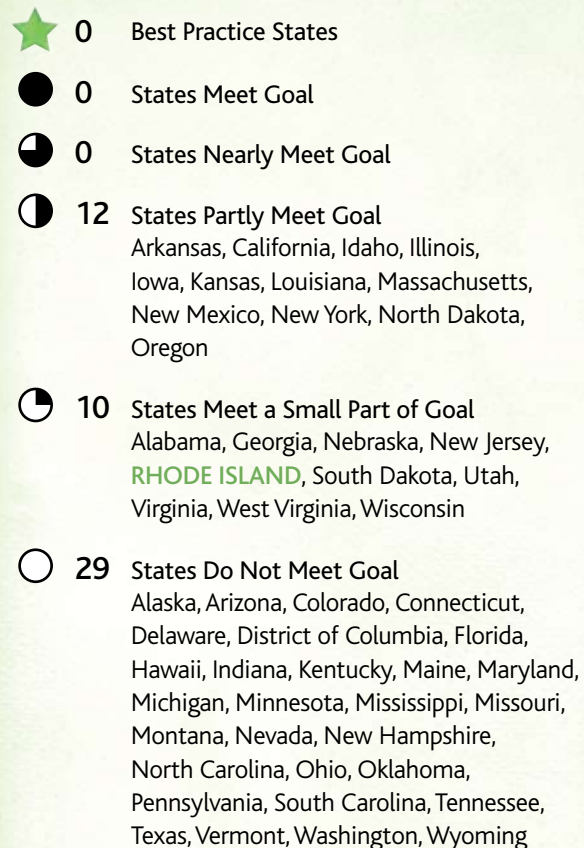 0 Best Practice States
0 States Meet Goal
0 States Nearly Meet Goal
12 States Partly Meet Goal
Arkansas, California, Idaho, Illinois,
Iowa, Kansas, Louisiana, Massachusetts,
New Mexico, New York, North Dakota,
Oregon
10 States Meet a Small Part of Goal
Alabama, Georgia, Nebraska, New Jersey,
RHODE ISLAND, South Dakota, Utah,
Virginia, West Virginia, Wisconsin
29 States Do Not Meet Goal
Alaska, Arizona, Colorado, Connecticut,
Delaware, District of Columbia, Florida,
Hawaii, Indiana, Kentucky, Maine, Maryland,
Michigan, Minnesota, Mississippi, Missouri,
Montana, Nevada, New Hampshire,
North Carolina, Ohio, Oklahoma,
Pennsylvania, South Carolina, Tennessee,
Texas, Vermont, Washington, Wyoming